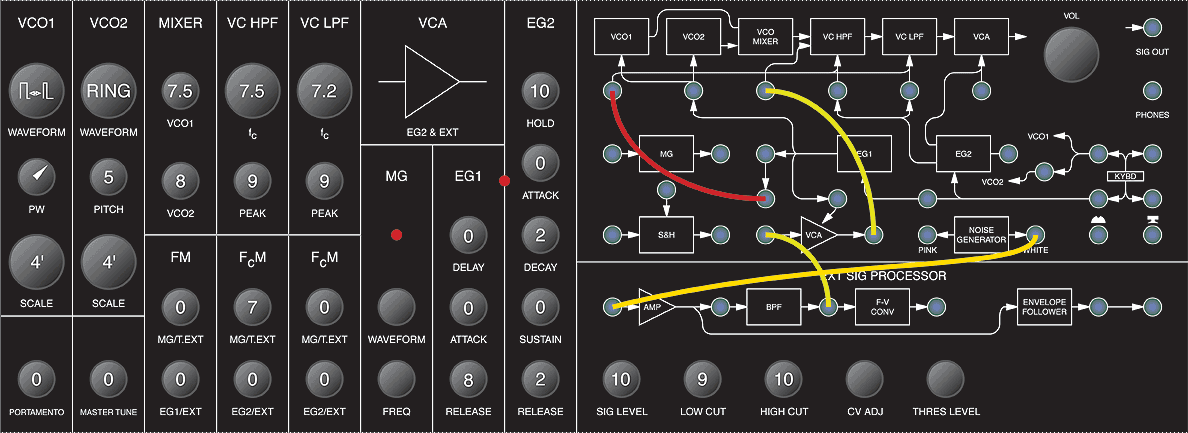 VCO1 VCO2 MIXER VC HPF VC LPF VCA EG2
RING 7.5 7.5 7.2 10
WAVEFORM WAVEFORM VCO1 fc fc EG2 & EXT HOLD
5 8 9 9 0
PW PITCH VCO2 PEAK PEAK MG EG1 ATTACK
4' 4' 0 2
SCALE SCALE FM FcM FcM DELAY DECAY
0 7 0 0 0
MG/T.EXT MG/T.EXT MG/T.EXT WAVEFORM ATTACK SUSTAIN
0 0 0 0 0 8 2
PORTAMENTO MASTER TUNE EG1/EXT EG2/EXT EG2/EXT FREQ RELEASE RELEASE
VOL
VCO1 VCO2 VCO
MIXER VC HPF VC LPF VCA
SIG OUT
PHONES
MG EG1 EG2 VCO1
VCO2 KYBD
S&H VCA PINK NOISE
GENERATOR WHITE
EXT SIG PROCESSOR
AMP BPF F-V
CONV ENVELOPE
FOLLOWER
10 9 10
SIG LEVEL LOW CUT HIGH CUT CV ADJ THRES LEVEL